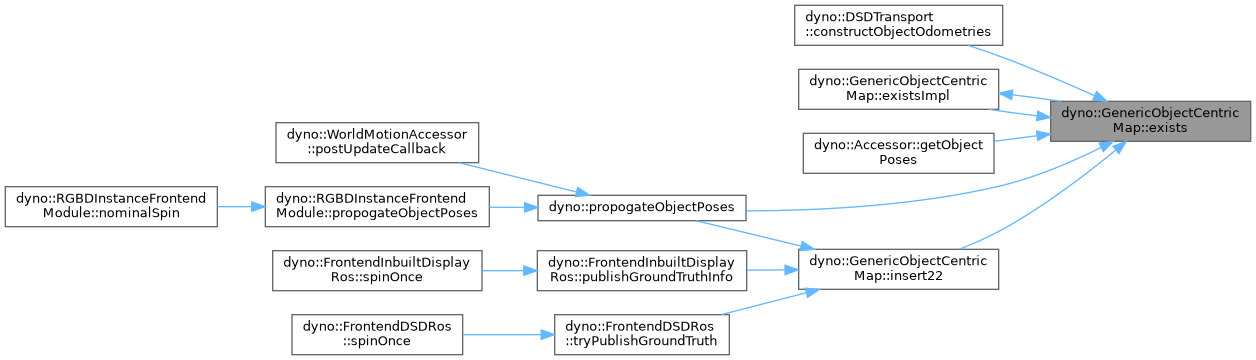 dyno::DSDTransport
::constructObjectOdometries
dyno::GenericObjectCentric
Map::existsImpl
dyno::GenericObjectCentric
Map::exists
dyno::WorldMotionAccessor
::postUpdateCallback
dyno::Accessor::getObject
Poses
dyno::RGBDInstanceFrontend
Module::nominalSpin
dyno::RGBDInstanceFrontend
Module::propogateObjectPoses
dyno::propogateObjectPoses
dyno::FrontendInbuiltDisplay
Ros::spinOnce
dyno::FrontendInbuiltDisplay
Ros::publishGroundTruthInfo
dyno::GenericObjectCentric
Map::insert22
dyno::FrontendDSDRos
::spinOnce
dyno::FrontendDSDRos
::tryPublishGroundTruth